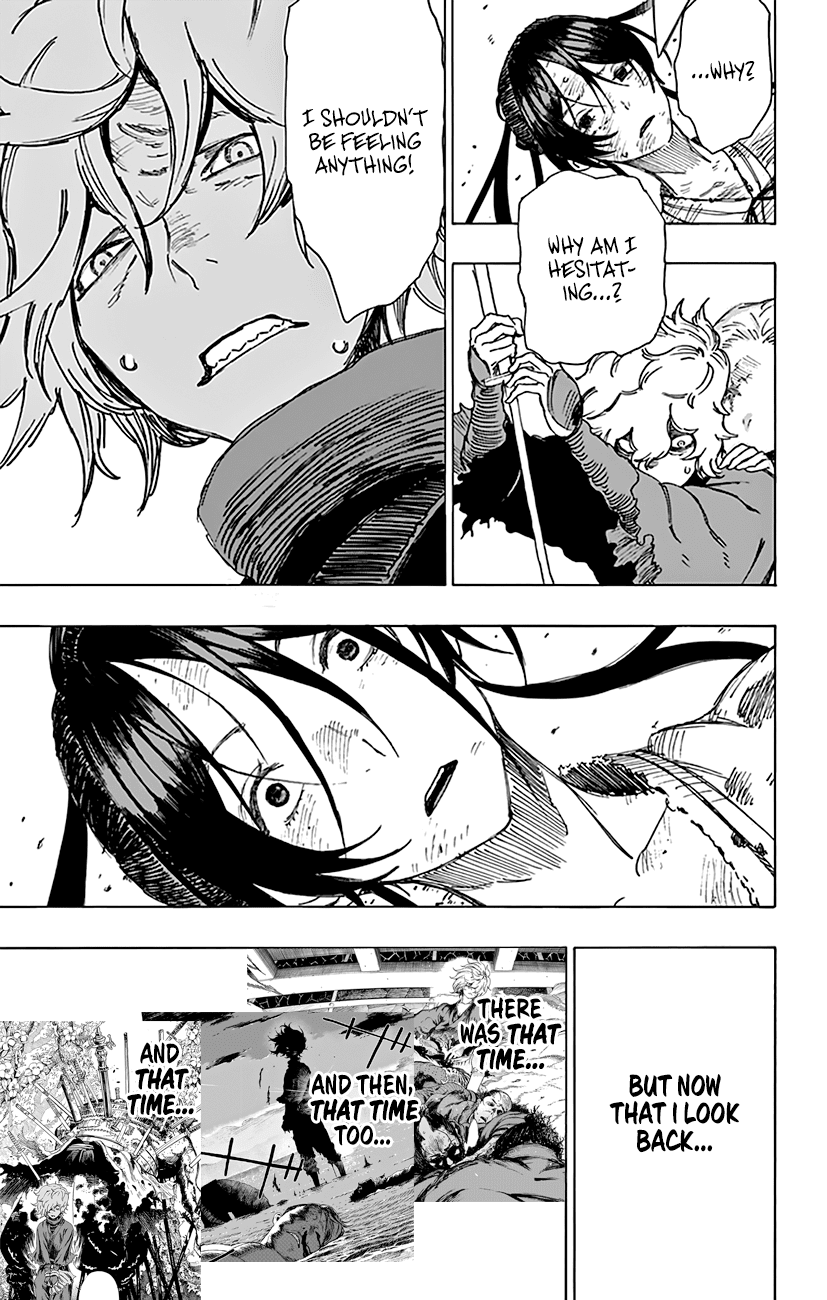 ...WHY?
WHY AM I
HESITAT-
ING...?
I SHOULDN'T
BE FEELING
ANYTHING!
BUT NOW
THAT I LOOK
BACK...
THERE
WAS THAT
TIME...
AND THEN,
THAT TIME
TOO...
AND
THAT
TIME...